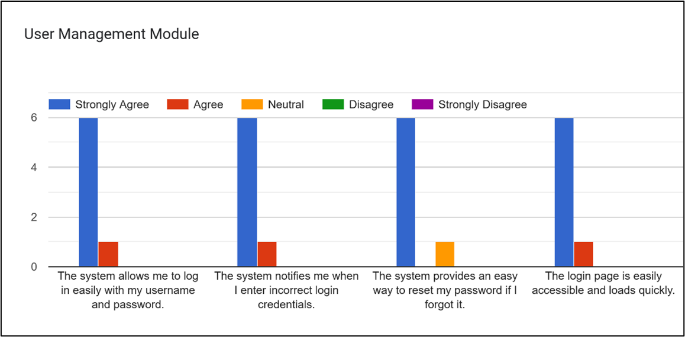 User Management Module
Strongly Agree Agree Neutral Disagree Strongly Disagree
6
4
2
0
The system allows me to log
in easily with my username
and password.
The system notifies me when
I enter incorrect login
credentials.
The system provides an easy
way to reset my password if I
forgot it.
The login page is easily
accessible and loads quickly.